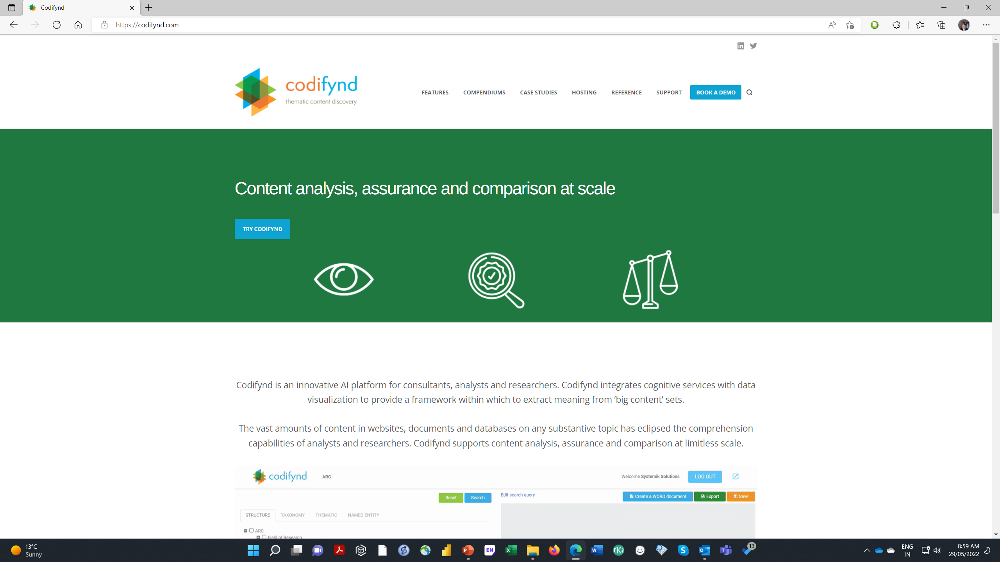 Codifynd
https://codifynd.com
codifynd
thematic content discovery
FEATURES COMPENDIUMS CASE STUDIES HOSTING REFERENCE SUPPORT BOOK A DEMO
Content analysis, assurance and comparison at scale
TRY CODIFYND
Codifynd is an innovative AI platform for consultants, analysts and researchers. Codifynd integrates cognitive services with data
visualization to provide a framework within which to extract meaning from ‘big content’ sets.
The vast amounts of content in websites, documents and databases on any substantive topic has eclipsed the comprehension
capabilities of analysts and researchers. Codifynd supports content analysis, assurance and comparison at limitless scale.
codifynd ARC Welcome Systemik Solutions LOG OUT
Reset Search Edit search query Create a WORD document Export Save
STRUCTURE TAXONOMY THEMATIC NAMED ENTITY
ARC
Field of Research
13°C
Sunny
EN
13
ENG
IN
8:59 AM
29/05/2022